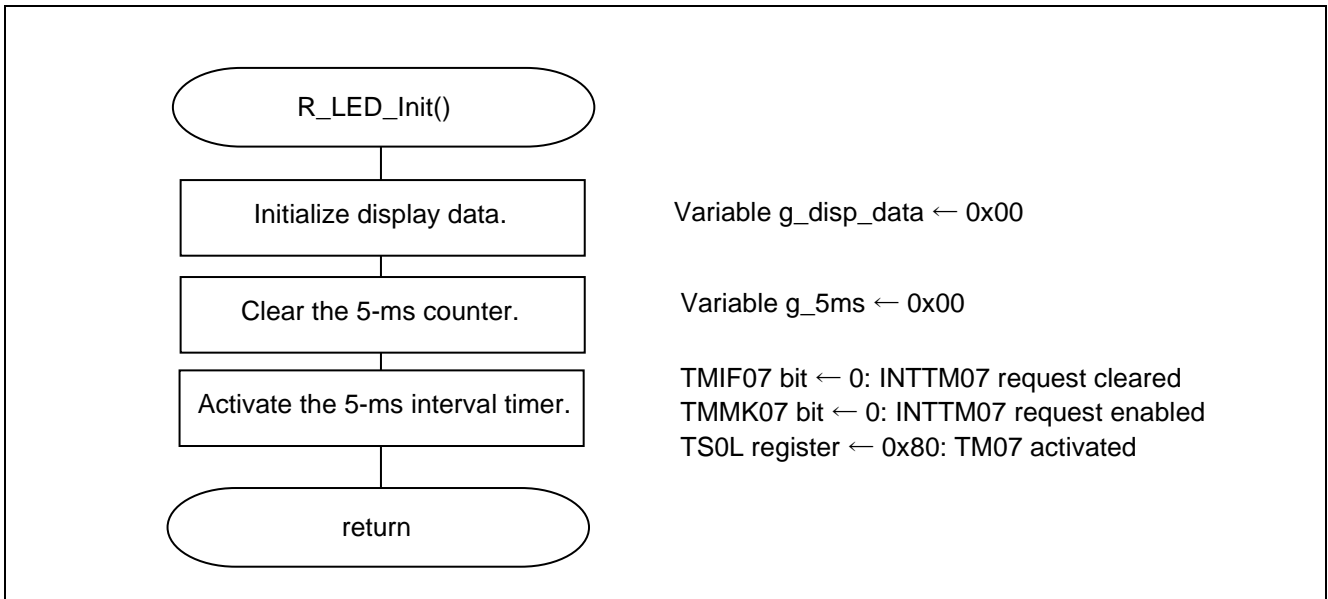 R_LED_Init()
Initialize display data.
Variable g_disp_data ← 0x00
Clear the 5-ms counter.
Variable g_5ms ← 0x00
Activate the 5-ms interval timer.
TMIF07 bit ← 0: INTTM07 request cleared
TMMK07 bit ← 0: INTTM07 request enabled
TS0L register ← 0x80: TM07 activated
return